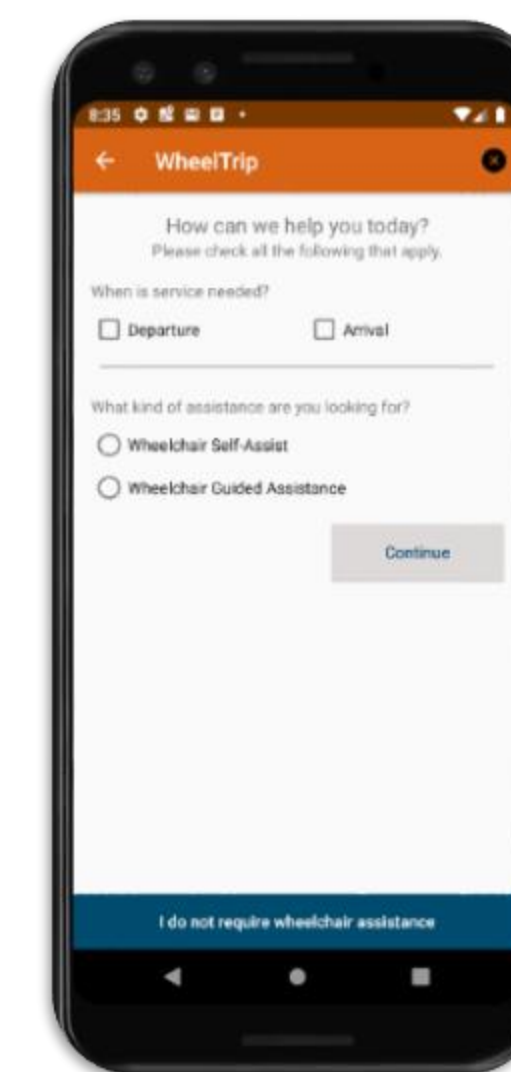 8:35
WheelTrip
How can we help you today?
Please check all the following that apply.
When is service needed?
Departure Arrival
What kind of assistance are you looking for?
Wheelchair Self-Assist
Wheelchair Guided Assistance
Continue
I do not require wheelchair assistance